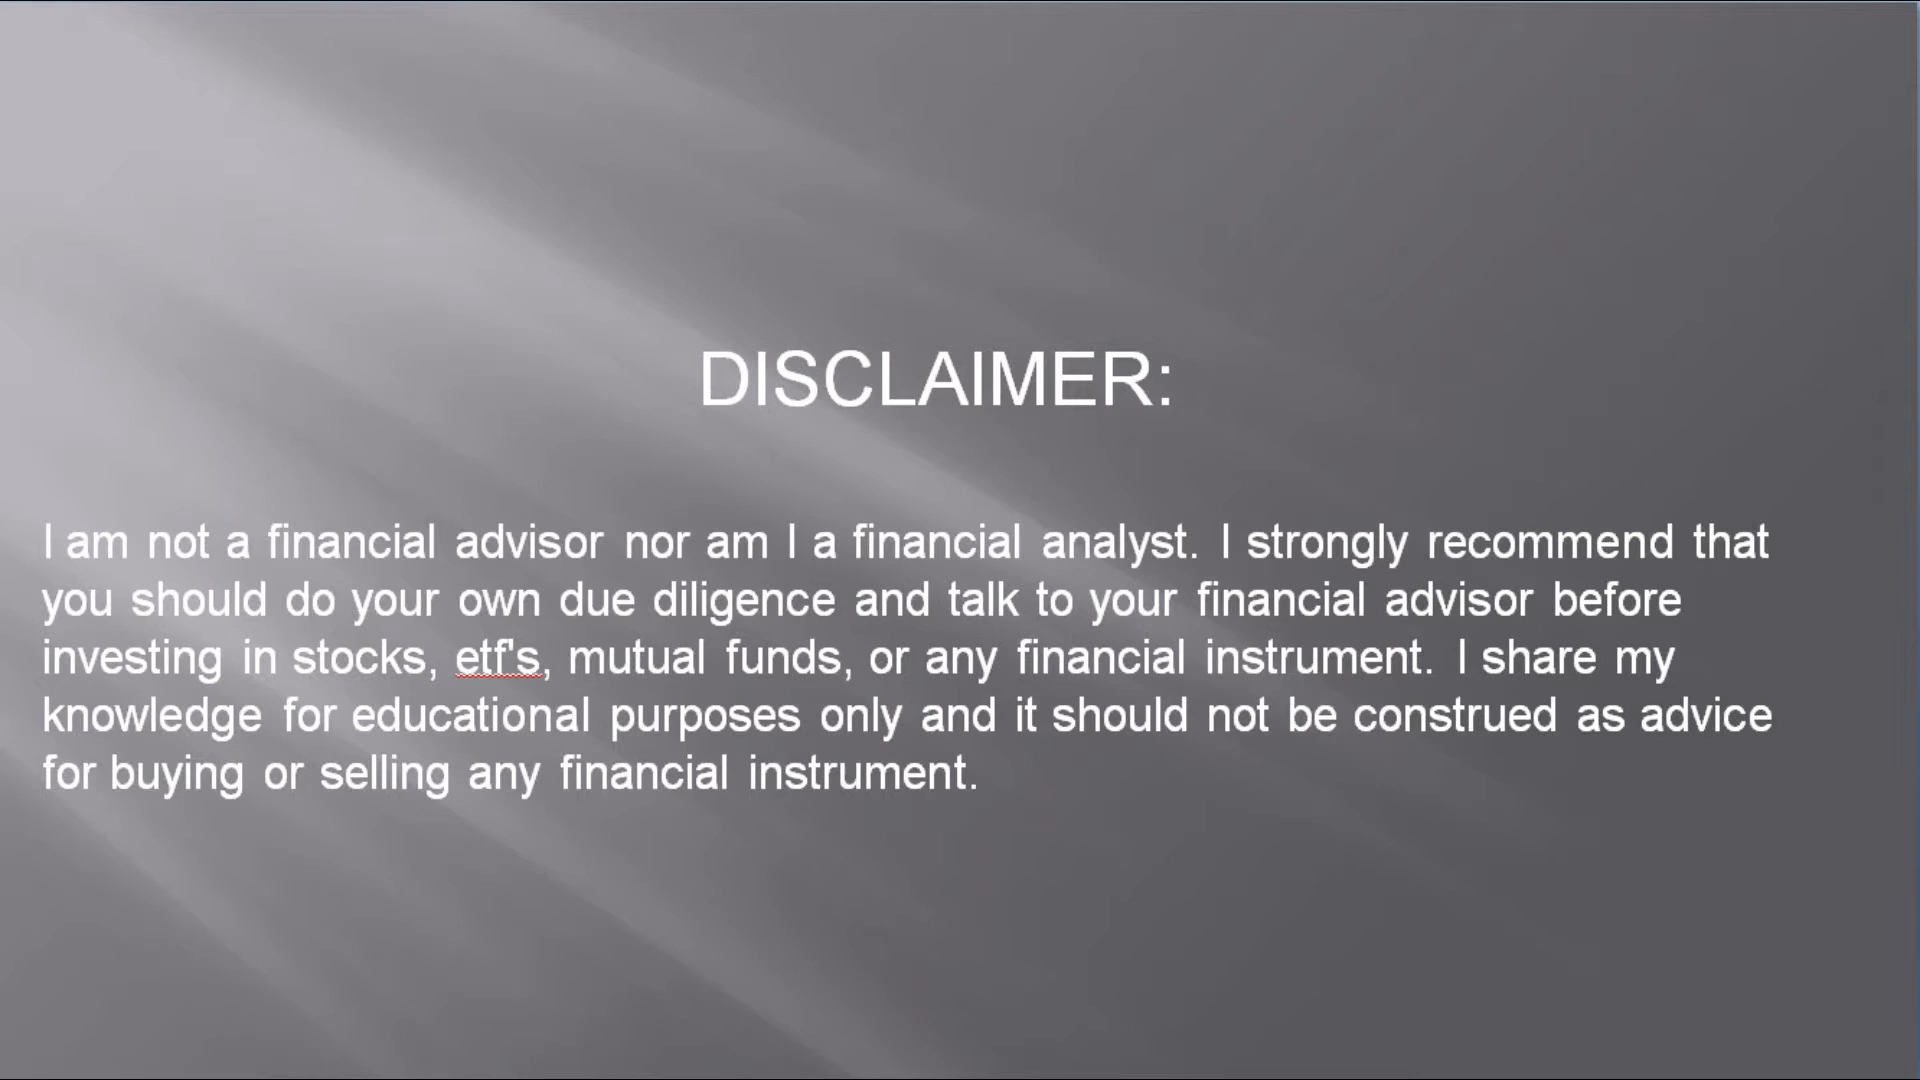 DISCLAIMER:
I am not a financial advisor nor am I a financial analyst. I strongly recommend that
you should do your own due diligence and talk to your financial advisor before
investing in stocks, etf's, mutual funds, or any financial instrument. I share my
knowledge for educational purposes only and it should not be construed as advice
for buying or selling any financial instrument.